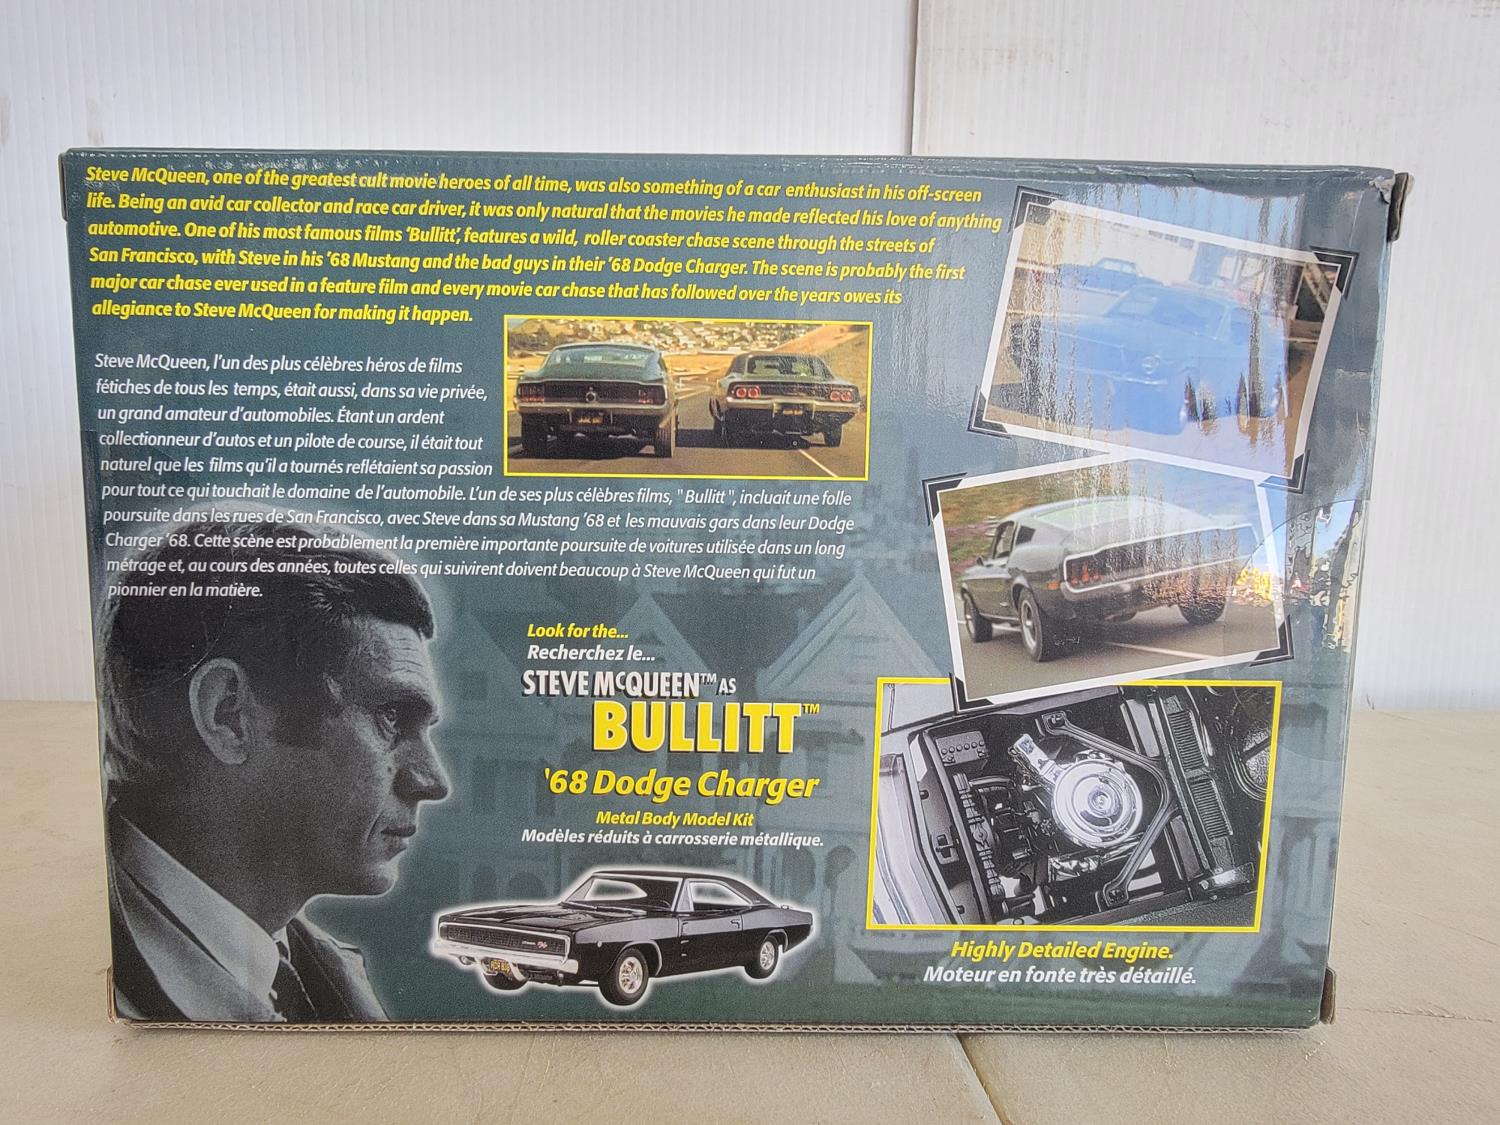 Steve McQueen, one of the greatest cult movie heroes of all time, was also something of a car enthusiast in his off-screen
life. Being an avid car collector and race car driver, it was only natural that the movies he made reflected his love of anything
automotive. One of his most famous films ‘Bullitt’, features a wild, roller coaster chase scene through the streets of
San Francisco, with Steve in his ’68 Mustang and the bad guys in their ’68 Dodge Charger. The scene is probably the first
major car chase ever used in a feature film and every movie car chase that has followed over the years owes its
allegiance to Steve McQueen for making it happen.
Steve McQueen, l’un des plus célèbres héros de films
fétiches de tous les temps, était aussi, dans sa vie privée,
un grand amateur d’automobiles. Étant un ardent
collectionneur d’autos et un pilote de course, il était tout
naturel que les films qu’il a tournés reflétaient sa passion
pour tout ce qui touchait le domaine de l’automobile. L’un de ses plus célèbres films, " Bullitt ", incluait une folle
poursuite dans les rues de San Francisco, avec Steve dans sa Mustang ’68 et les mauvais gars dans leur Dodge
Charger ’68. Cette scène est probablement la première importante poursuite de voitures utilisée dans un long
métrage et, au cours des années, toutes celles qui suivirent doivent beaucoup à Steve McQueen qui fut un
pionnier en la matière.
Look for the...
Recherchez le...
STEVE McQUEEN™ AS
BULLITT™
'68 Dodge Charger
Metal Body Model Kit
Modèles réduits à carrosserie métallique.
Highly Detailed Engine.
Moteur en fonte très détaillé.